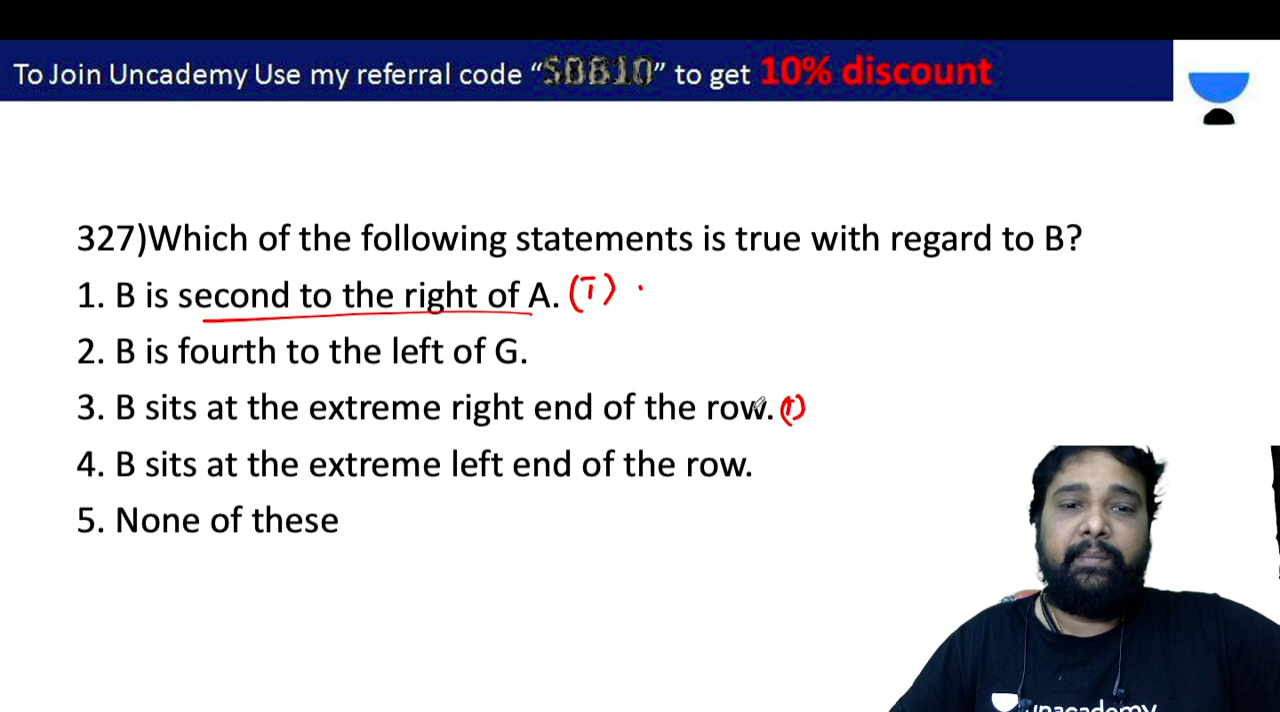 To Join Uncademy Use my referral code “SBB10” to get 10% discount
327)Which of the following statements is true with regard to B?
1. B is second to the right of A. (T) .
2. B is fourth to the left of G.
3. B sits at the extreme right end of the row. (T)
4. B sits at the extreme left end of the row.
5. None of these
unacademy